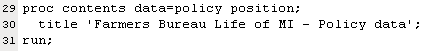 29 proc contents data=policy position;
30   title 'Farmers Bureau Life of MI - Policy data';
31 run;